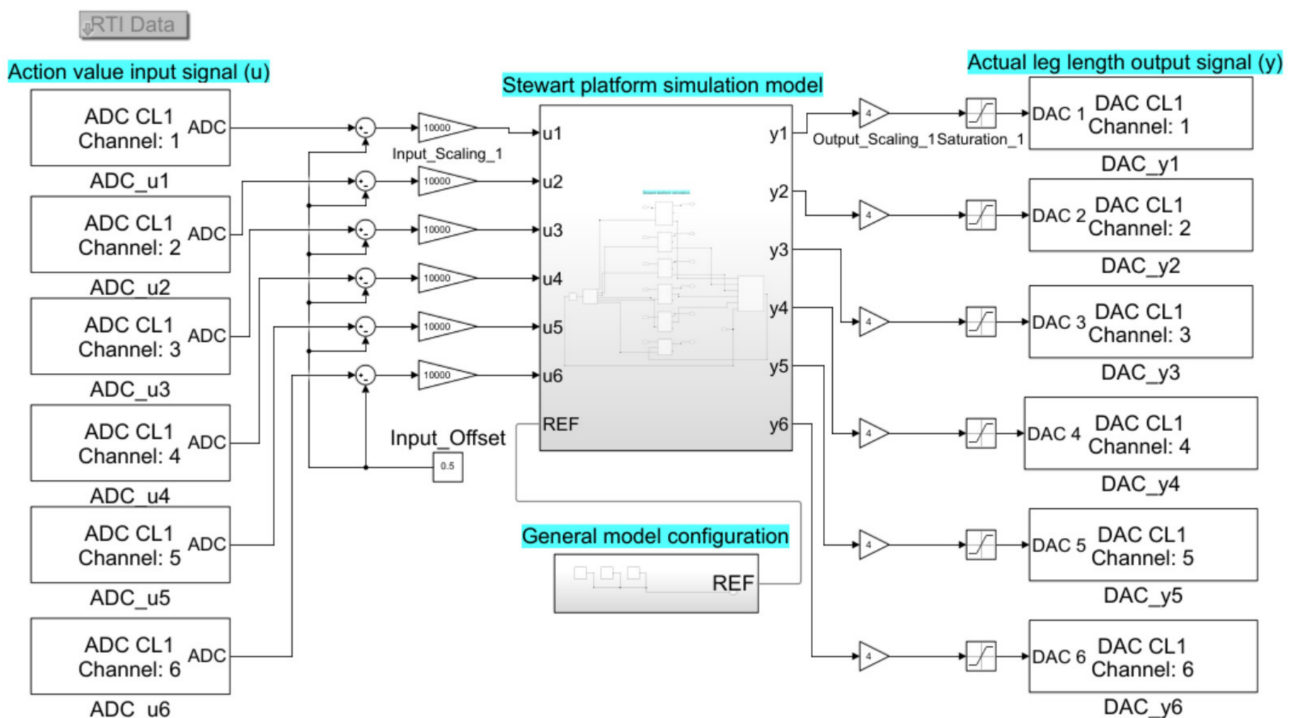 RTI Data
Action value input signal (u)
ADC CL1
Channel: 1
ADC
ADC_u1
ADC CL1
Channel: 2
ADC
ADC_u2
ADC CL1
Channel: 3
ADC
ADC_u3
ADC CL1
Channel: 4
ADC
ADC_u4
ADC CL1
Channel: 5
ADC
ADC_u5
ADC CL1
Channel: 6
ADC
ADC_u6
10000
Input_Scaling_1
10000
10000
10000
10000
10000
Input_Offset
0.5
Stewart platform simulation model
u1
u2
u3
u4
u5
u6
REF
y1
y2
y3
y4
y5
y6
General model configuration
REF
4
Output_Scaling_1
Saturation_1
4
4
4
4
4
Actual leg length output signal (y)
DAC 1
DAC CL1
Channel: 1
DAC_y1
DAC 2
DAC CL1
Channel: 2
DAC_y2
DAC 3
DAC CL1
Channel: 3
DAC_y3
DAC 4
DAC CL1
Channel: 4
DAC_y4
DAC 5
DAC CL1
Channel: 5
DAC_y5
DAC 6
DAC CL1
Channel: 6
DAC_y6